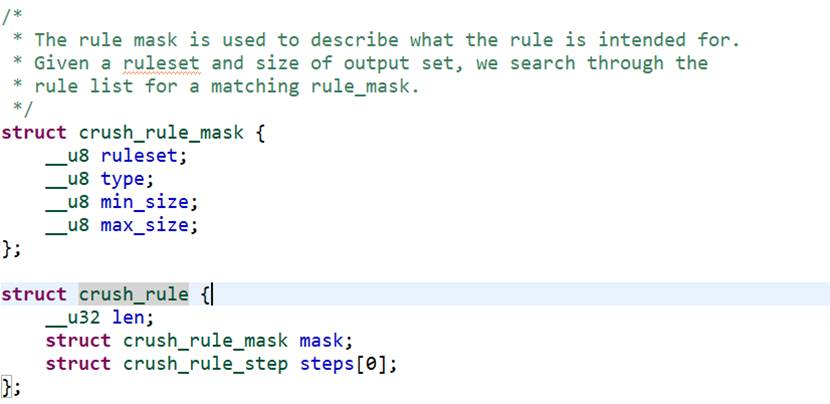 /*
 * The rule mask is used to describe what the rule is intended for.
 * Given a ruleset and size of output set, we search through the
 * rule list for a matching rule_mask.
 */
struct crush_rule_mask {
    __u8 ruleset;
    __u8 type;
    __u8 min_size;
    __u8 max_size;
};

struct crush_rule {
    __u32 len;
    struct crush_rule_mask mask;
    struct crush_rule_step steps[0];
};